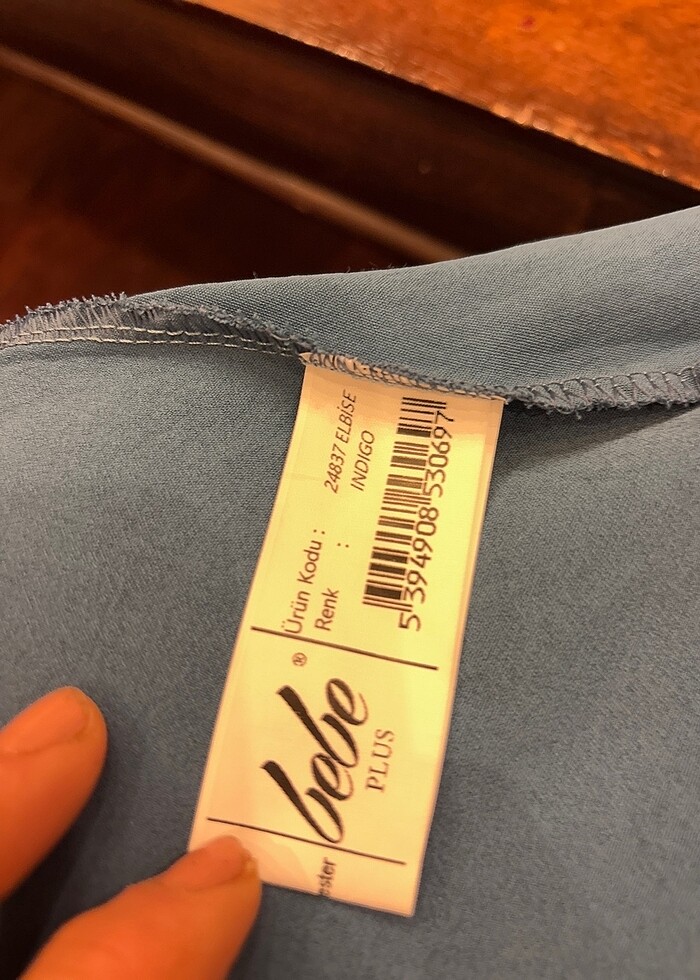 Ürün Kodu : 24837 ELBİSE
Renk : INDIGO
5 394908 530697
bebe ®
PLUS
ester